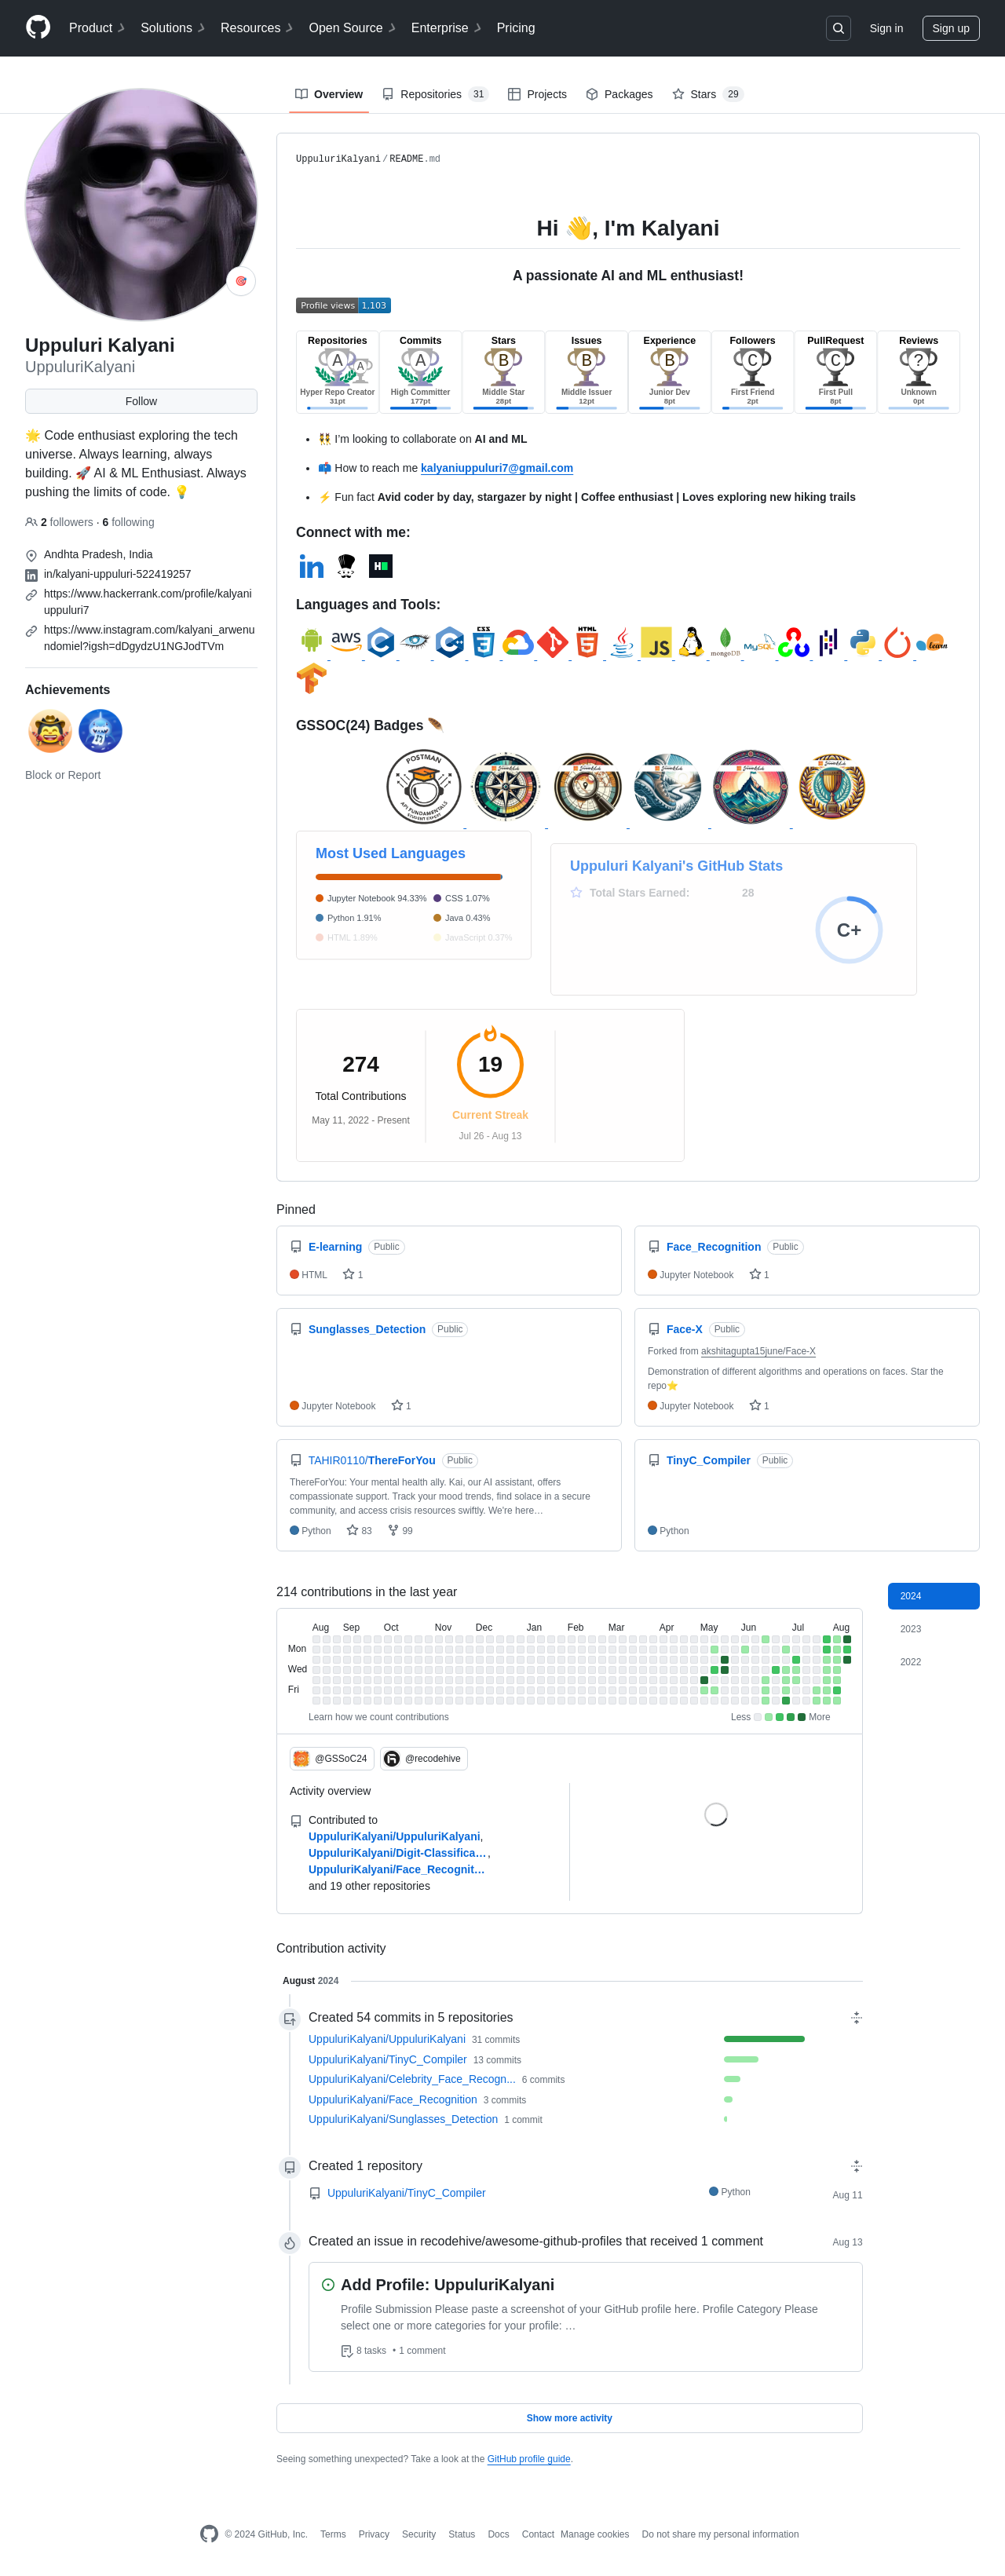 Product
Solutions
Resources
Open Source
Enterprise
Pricing
Sign in
Sign up
Overview
Repositories 31
Projects
Packages
Stars 29
🎯
Uppuluri Kalyani
UppuluriKalyani
Follow
🌟 Code enthusiast exploring the tech
universe. Always learning, always
building. 🚀 AI & ML Enthusiast. Always
pushing the limits of code. 💡
2 followers · 6 following
Andhta Pradesh, India
in/kalyani-uppuluri-522419257
https://www.hackerrank.com/profile/kalyani
uppuluri7
https://www.instagram.com/kalyani_arwenu
ndomiel?igsh=dDgydzU1NGJodTVm
Achievements
Block or Report
UppuluriKalyani/README.md
Hi 👋, I'm Kalyani
A passionate AI and ML enthusiast!
Profile views 1,103
Repositories
A
A
Hyper Repo Creator
31pt
Commits
A
High Committer
177pt
Stars
B
Middle Star
28pt
Issues
B
Middle Issuer
12pt
Experience
B
Junior Dev
8pt
Followers
C
First Friend
2pt
PullRequest
C
First Pull
8pt
Reviews
?
Unknown
0pt
👯 I'm looking to collaborate on AI and ML
📫 How to reach me kalyaniuppuluri7@gmail.com
⚡ Fun fact Avid coder by day, stargazer by night | Coffee enthusiast | Loves exploring new hiking trails
Connect with me:
in
H
Languages and Tools:
aws
C
C++
CSS
3
HTML
5
Java
JS
mongoDB
MySQL
learn
GSSOC(24) Badges 🪶
POSTMAN
API FUNDAMENTALS
STUDENT EXPERT
Most Used Languages
Jupyter Notebook 94.33%
CSS 1.07%
Python 1.91%
Java 0.43%
HTML 1.89%
JavaScript 0.37%
Uppuluri Kalyani's GitHub Stats
Total Stars Earned: 28
C+
274
Total Contributions
May 11, 2022 - Present
19
Current Streak
Jul 26 - Aug 13
Pinned
E-learning Public
HTML 1
Face_Recognition Public
Jupyter Notebook 1
Sunglasses_Detection Public
Jupyter Notebook 1
Face-X Public
Forked from akshitagupta15june/Face-X
Demonstration of different algorithms and operations on faces. Star the
repo⭐
Jupyter Notebook 1
TAHIR0110/ThereForYou Public
ThereForYou: Your mental health ally. Kai, our AI assistant, offers
compassionate support. Track your mood trends, find solace in a secure
community, and access crisis resources swiftly. We're here…
Python 83 99
TinyC_Compiler Public
Python
214 contributions in the last year
2024
2023
2022
Aug Sep Oct Nov Dec Jan Feb Mar Apr May Jun Jul Aug
Mon
Wed
Fri
Learn how we count contributions
Less More
@GSSoC24
@recodehive
Activity overview
Contributed to
UppuluriKalyani/UppuluriKalyani,
UppuluriKalyani/Digit-Classifica…,
UppuluriKalyani/Face_Recognit…
and 19 other repositories
Contribution activity
August 2024
Created 54 commits in 5 repositories
UppuluriKalyani/UppuluriKalyani 31 commits
UppuluriKalyani/TinyC_Compiler 13 commits
UppuluriKalyani/Celebrity_Face_Recogn... 6 commits
UppuluriKalyani/Face_Recognition 3 commits
UppuluriKalyani/Sunglasses_Detection 1 commit
Created 1 repository
UppuluriKalyani/TinyC_Compiler Python Aug 11
Created an issue in recodehive/awesome-github-profiles that received 1 comment Aug 13
Add Profile: UppuluriKalyani
Profile Submission Please paste a screenshot of your GitHub profile here. Profile Category Please
select one or more categories for your profile: …
8 tasks • 1 comment
Show more activity
Seeing something unexpected? Take a look at the GitHub profile guide.
© 2024 GitHub, Inc. Terms Privacy Security Status Docs Contact Manage cookies Do not share my personal information